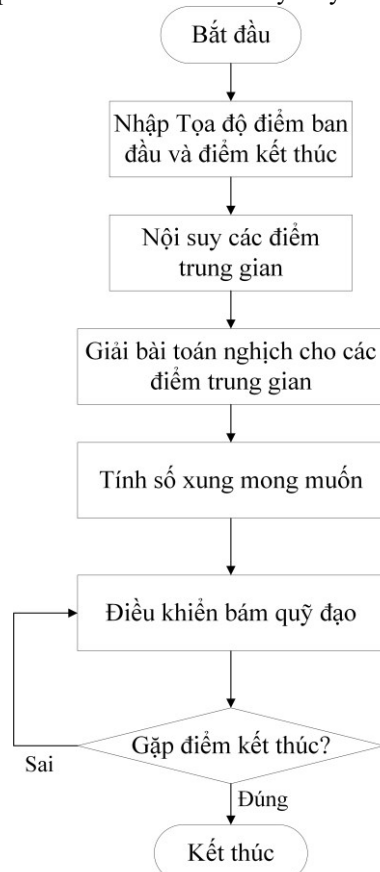 Bắt đầu
Nhập Tọa độ điểm ban
đầu và điểm kết thúc
Nội suy các điểm
trung gian
Giải bài toán nghịch cho các
điểm trung gian
Tính số xung mong muốn
Điều khiển bám quỹ đạo
Gặp điểm kết thúc?
Sai
Đúng
Kết thúc